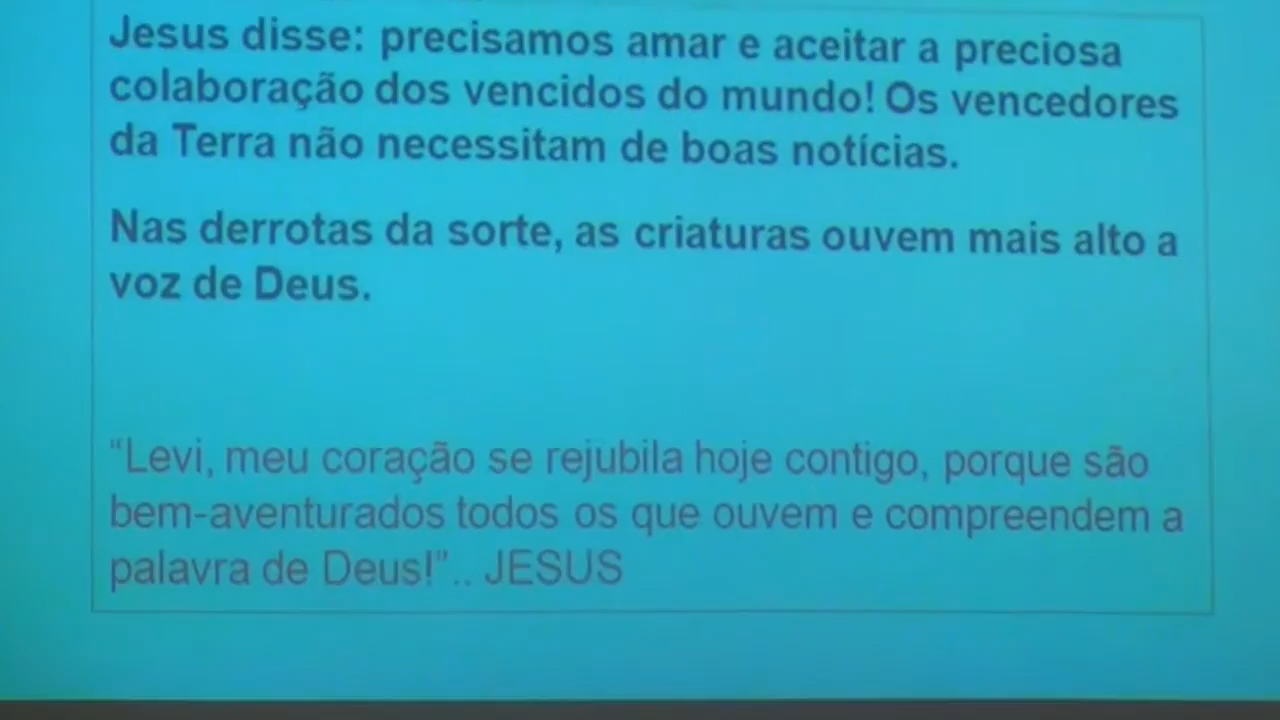 Jesus disse: precisamos amar e aceitar a preciosa
colaboração dos vencidos do mundo! Os vencedores
da Terra não necessitam de boas notícias.
Nas derrotas da sorte, as criaturas ouvem mais alto a
voz de Deus.
“Levi, meu coração se rejubila hoje contigo, porque são
bem-aventurados todos os que ouvem e compreendem a
palavra de Deus!”.. JESUS